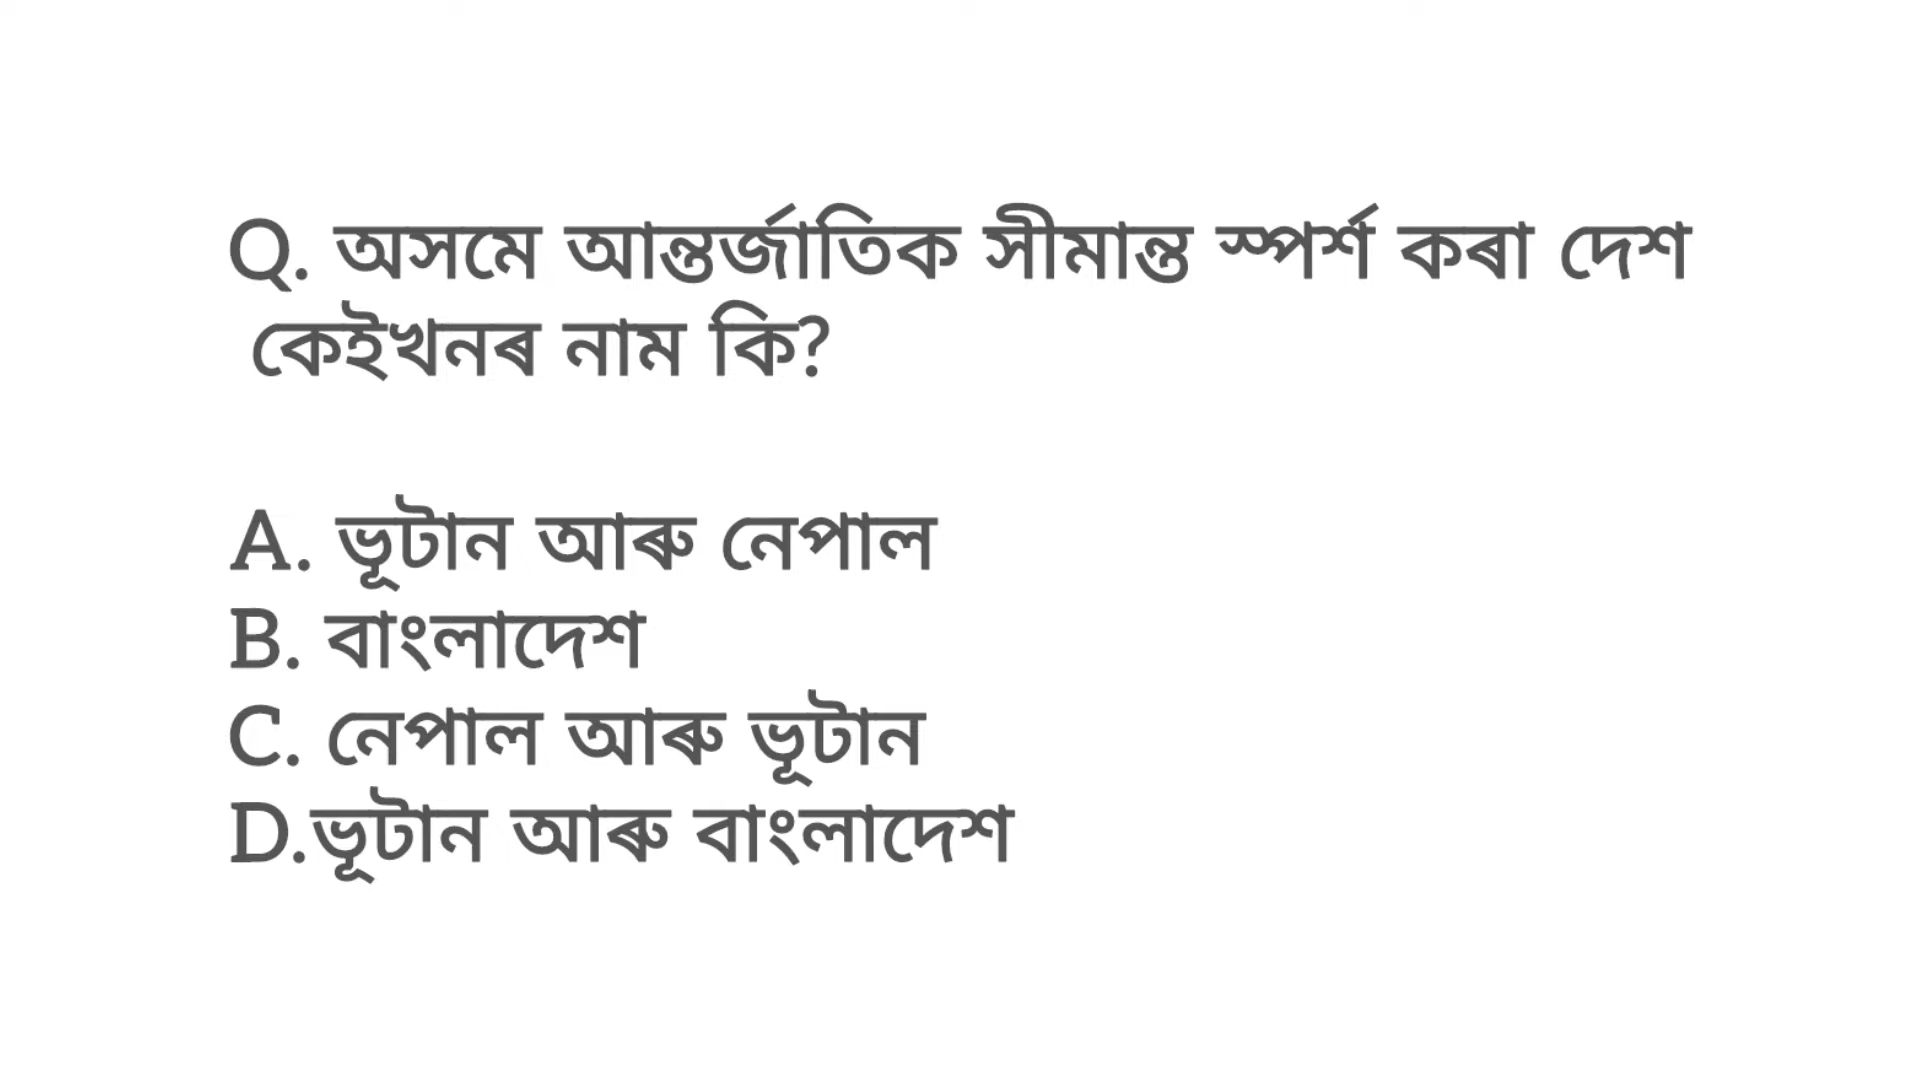 Q. অসমে আন্তৰ্জাতিক সীমান্ত স্পৰ্শ কৰা দেশ
কেইখনৰ নাম কি?
A. ভূটান আৰু নেপাল
B. বাংলাদেশ
C. নেপাল আৰু ভূটান
D.ভূটান আৰু বাংলাদেশ